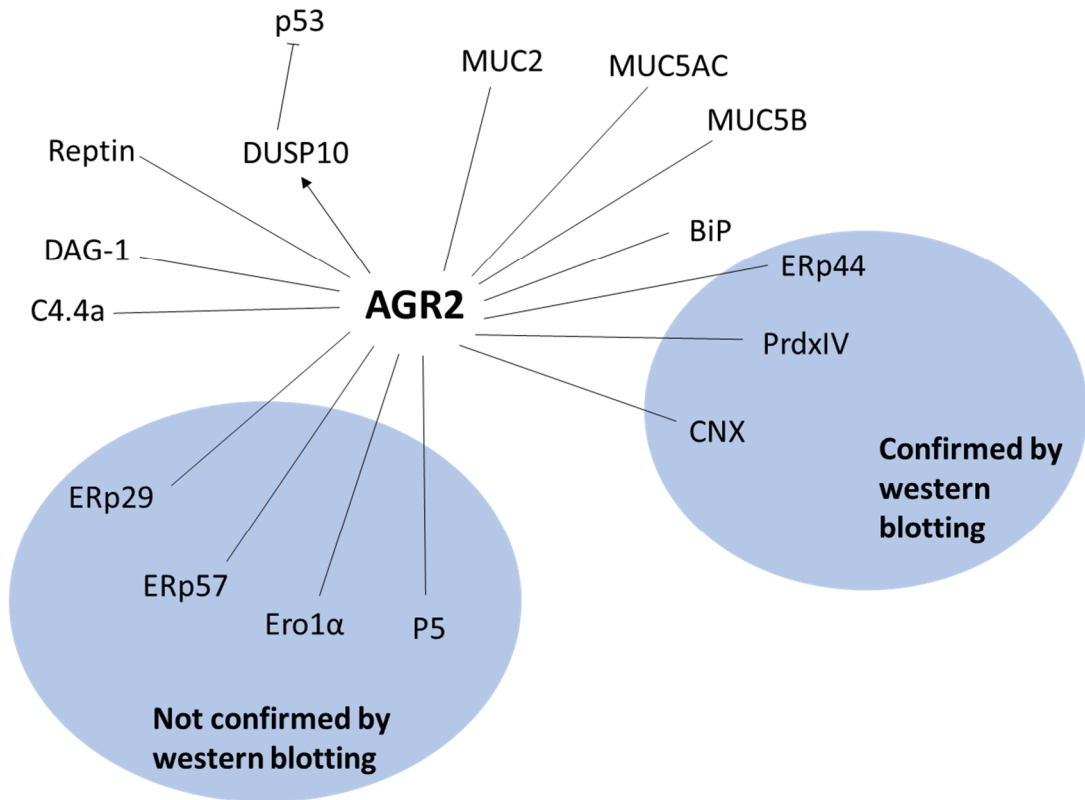 p53
MUC2
MUC5AC
MUC5B
Reptin
DUSP10
BiP
DAG-1
ERp44
C4.4a
AGR2
PrdxIV
CNX
Confirmed by
western
blotting
ERp29
ERp57
Ero1α
P5
Not confirmed by
western blotting